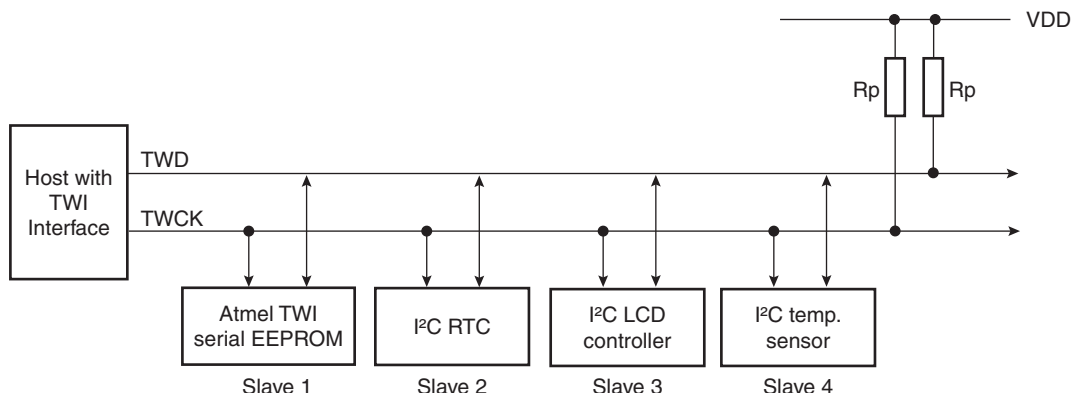 VDD
Rp
Rp
Host with
TWI
Interface
TWD
TWCK
Atmel TWI
serial EEPROM
I²C RTC
I²C LCD
controller
I²C temp.
sensor
Slave 1
Slave 2
Slave 3
Slave 4